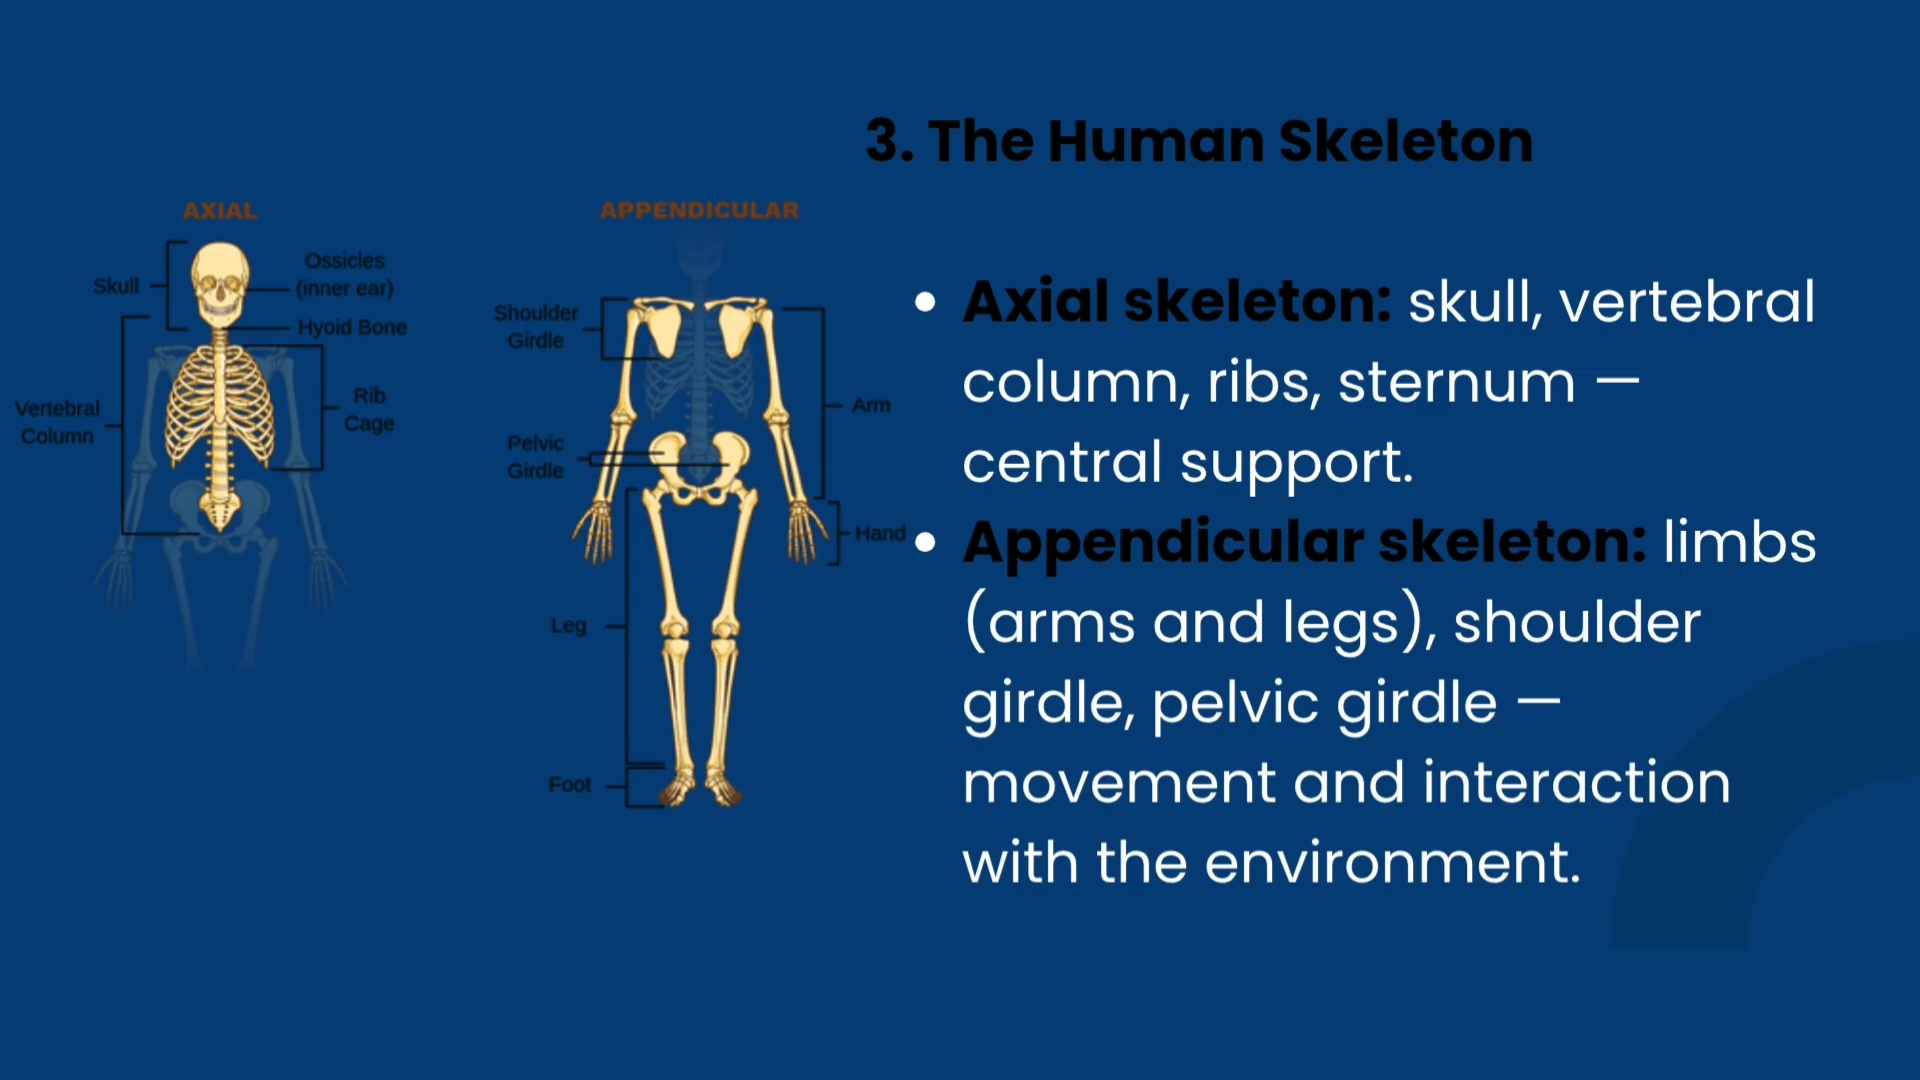 3. The Human Skeleton
AXIAL
Skull
Ossicles
(inner ear)
Hyoid Bone
Vertebral
Column
Rib
Cage
APPENDICULAR
Shoulder
Girdle
Arm
Pelvic
Girdle
Hand
Leg
Foot
• Axial skeleton: skull, vertebral
column, ribs, sternum —
central support.
• Appendicular skeleton: limbs
(arms and legs), shoulder
girdle, pelvic girdle —
movement and interaction
with the environment.